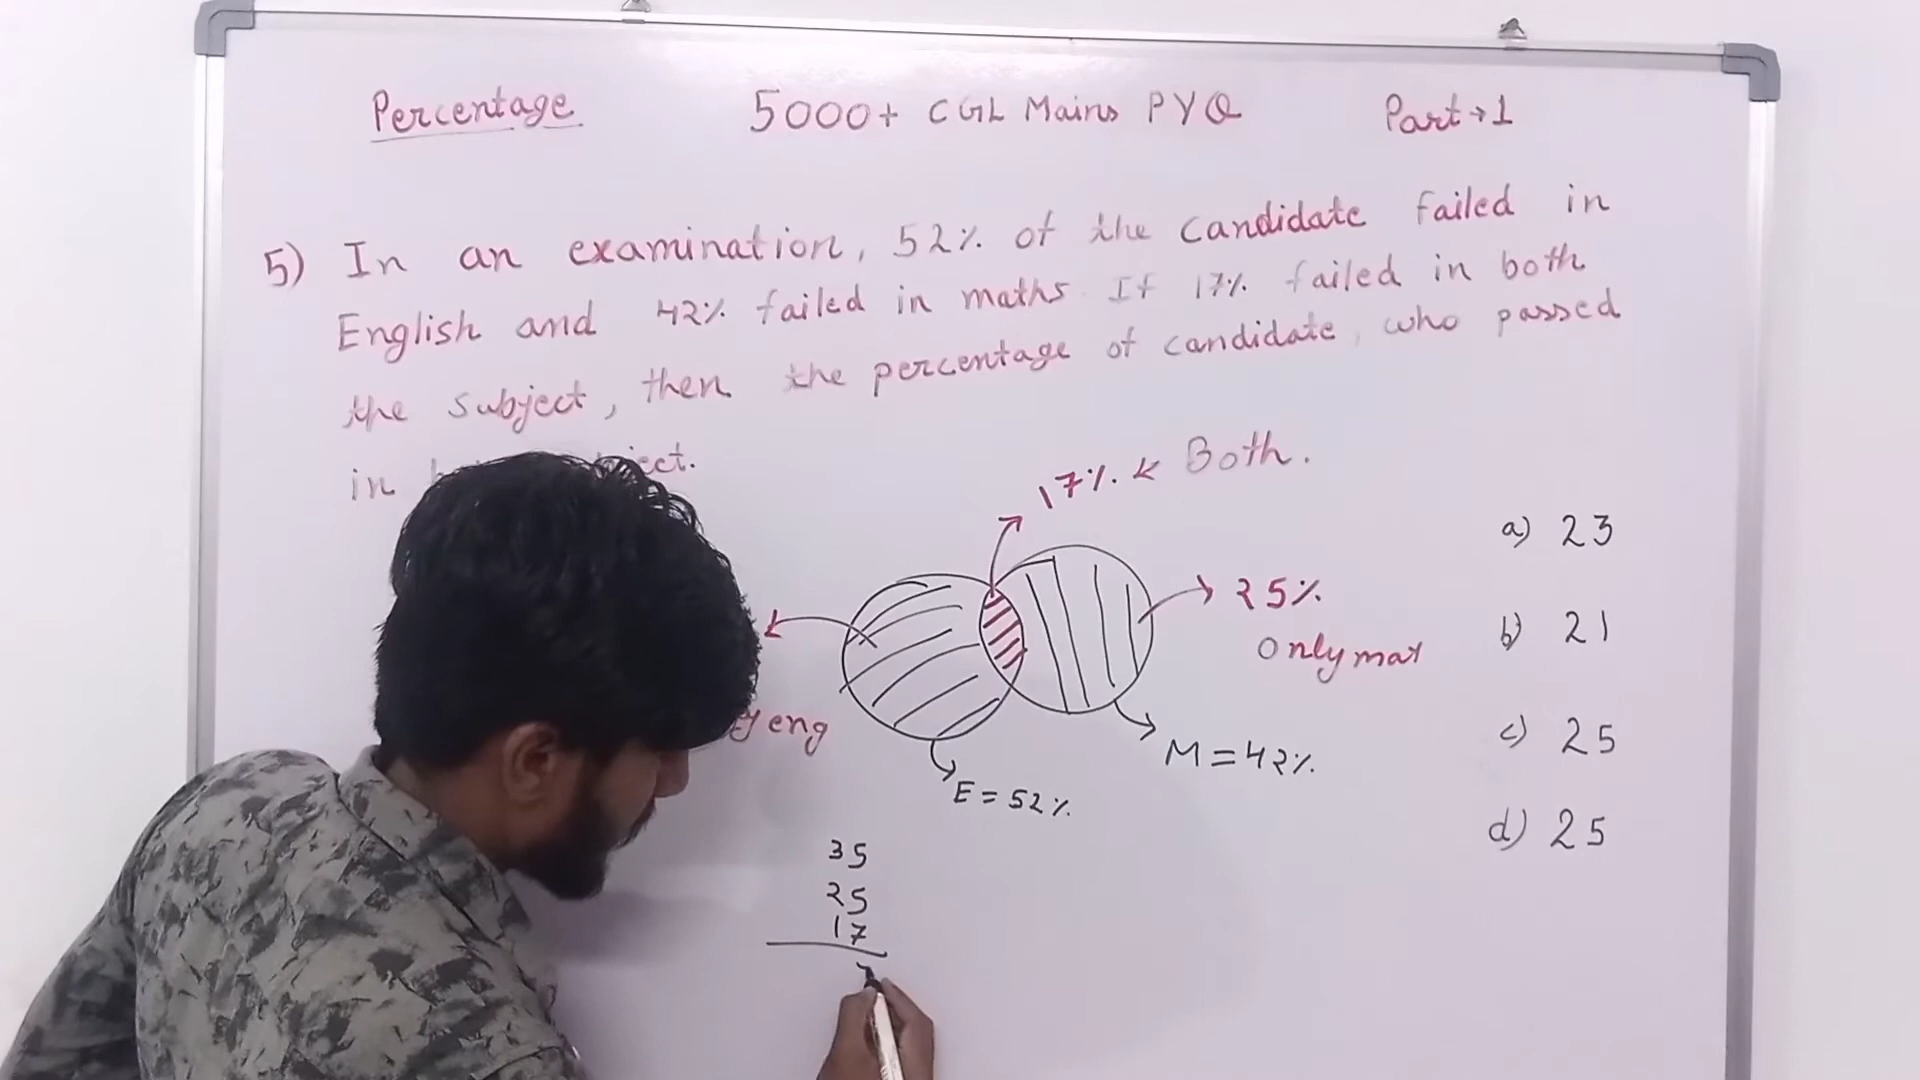 Percentage 5000+ CGL Mains PYQ Part→1
5) In an examination, 52% of the candidate failed in
English and 42% failed in maths. If 17% failed in both
the subject, then the percentage of candidate, who passed
in
17% ← Both.
25%
Only mat
eng
M = 42%
E = 52%
35
25
17
a) 23
b) 21
c) 25
d) 25